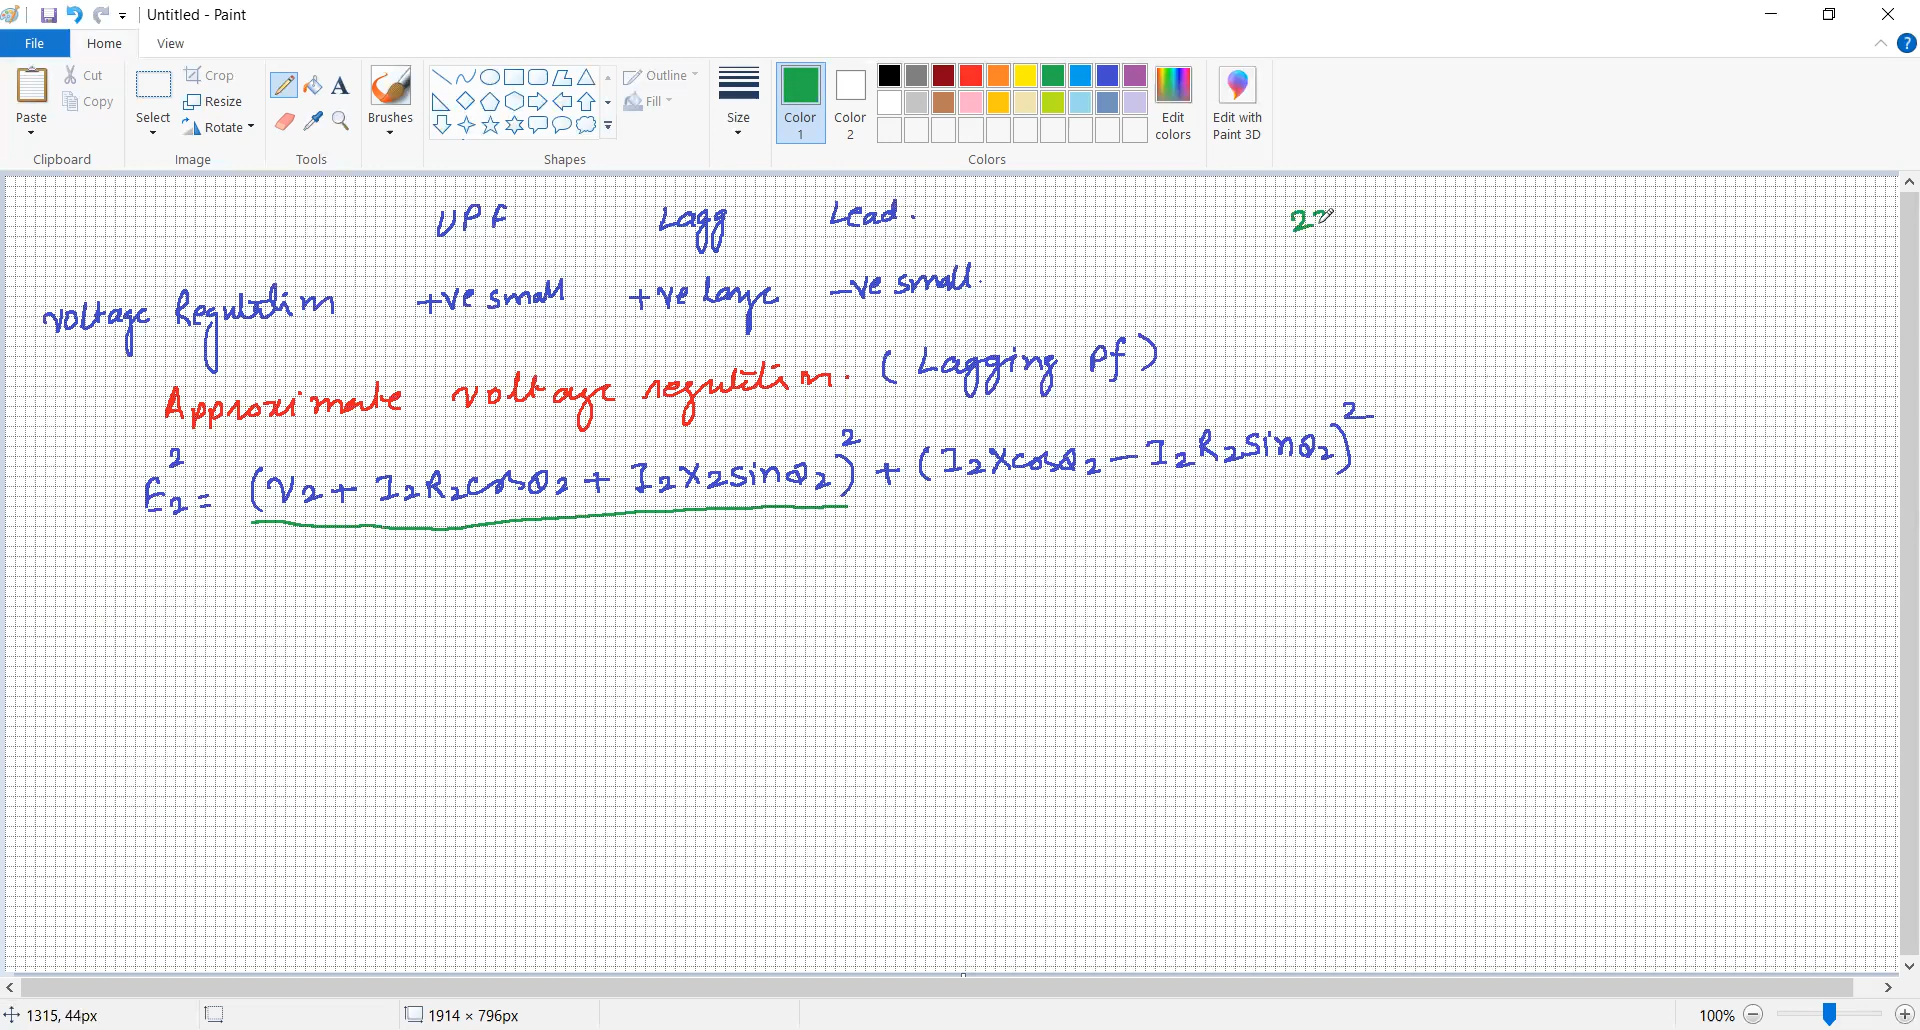 Untitled - Paint
File Home View
Paste Cut Copy Clipboard
Select Crop Resize Rotate Image
Tools
Brushes
Outline Fill Shapes
Size
Color 1 Color 2 Edit colors Colors
Edit with Paint 3D
UPF Lagg Lead.
Voltage Regulation +ve small +ve large -ve small.
Approximate voltage regulation. (Lagging Pf)
E₂² = (V₂ + I₂R₂cosθ₂ + I₂X₂sinθ₂)² + (I₂Xcosθ₂ - I₂R₂sinθ₂)²
1315, 44px 1914 × 796px 100%